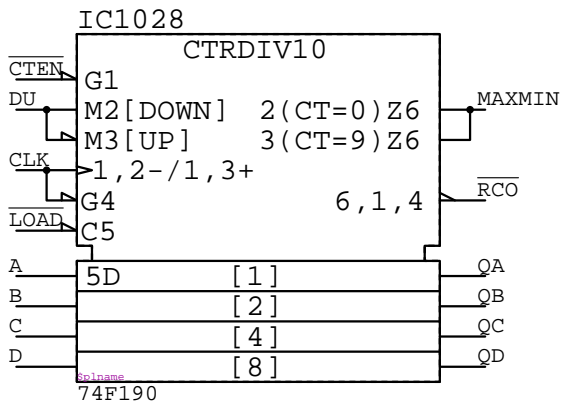 IC1028
CTRDIV10
CTEN G1
DU M2[DOWN] 2(CT=0)Z6 MAXMIN
M3[UP] 3(CT=9)Z6
CLK 1,2-/1,3+
G4 6,1,4 RCO
LOAD C5
A 5D [1] QA
B [2] QB
C [4] QC
D [8] QD
$plname
74F190